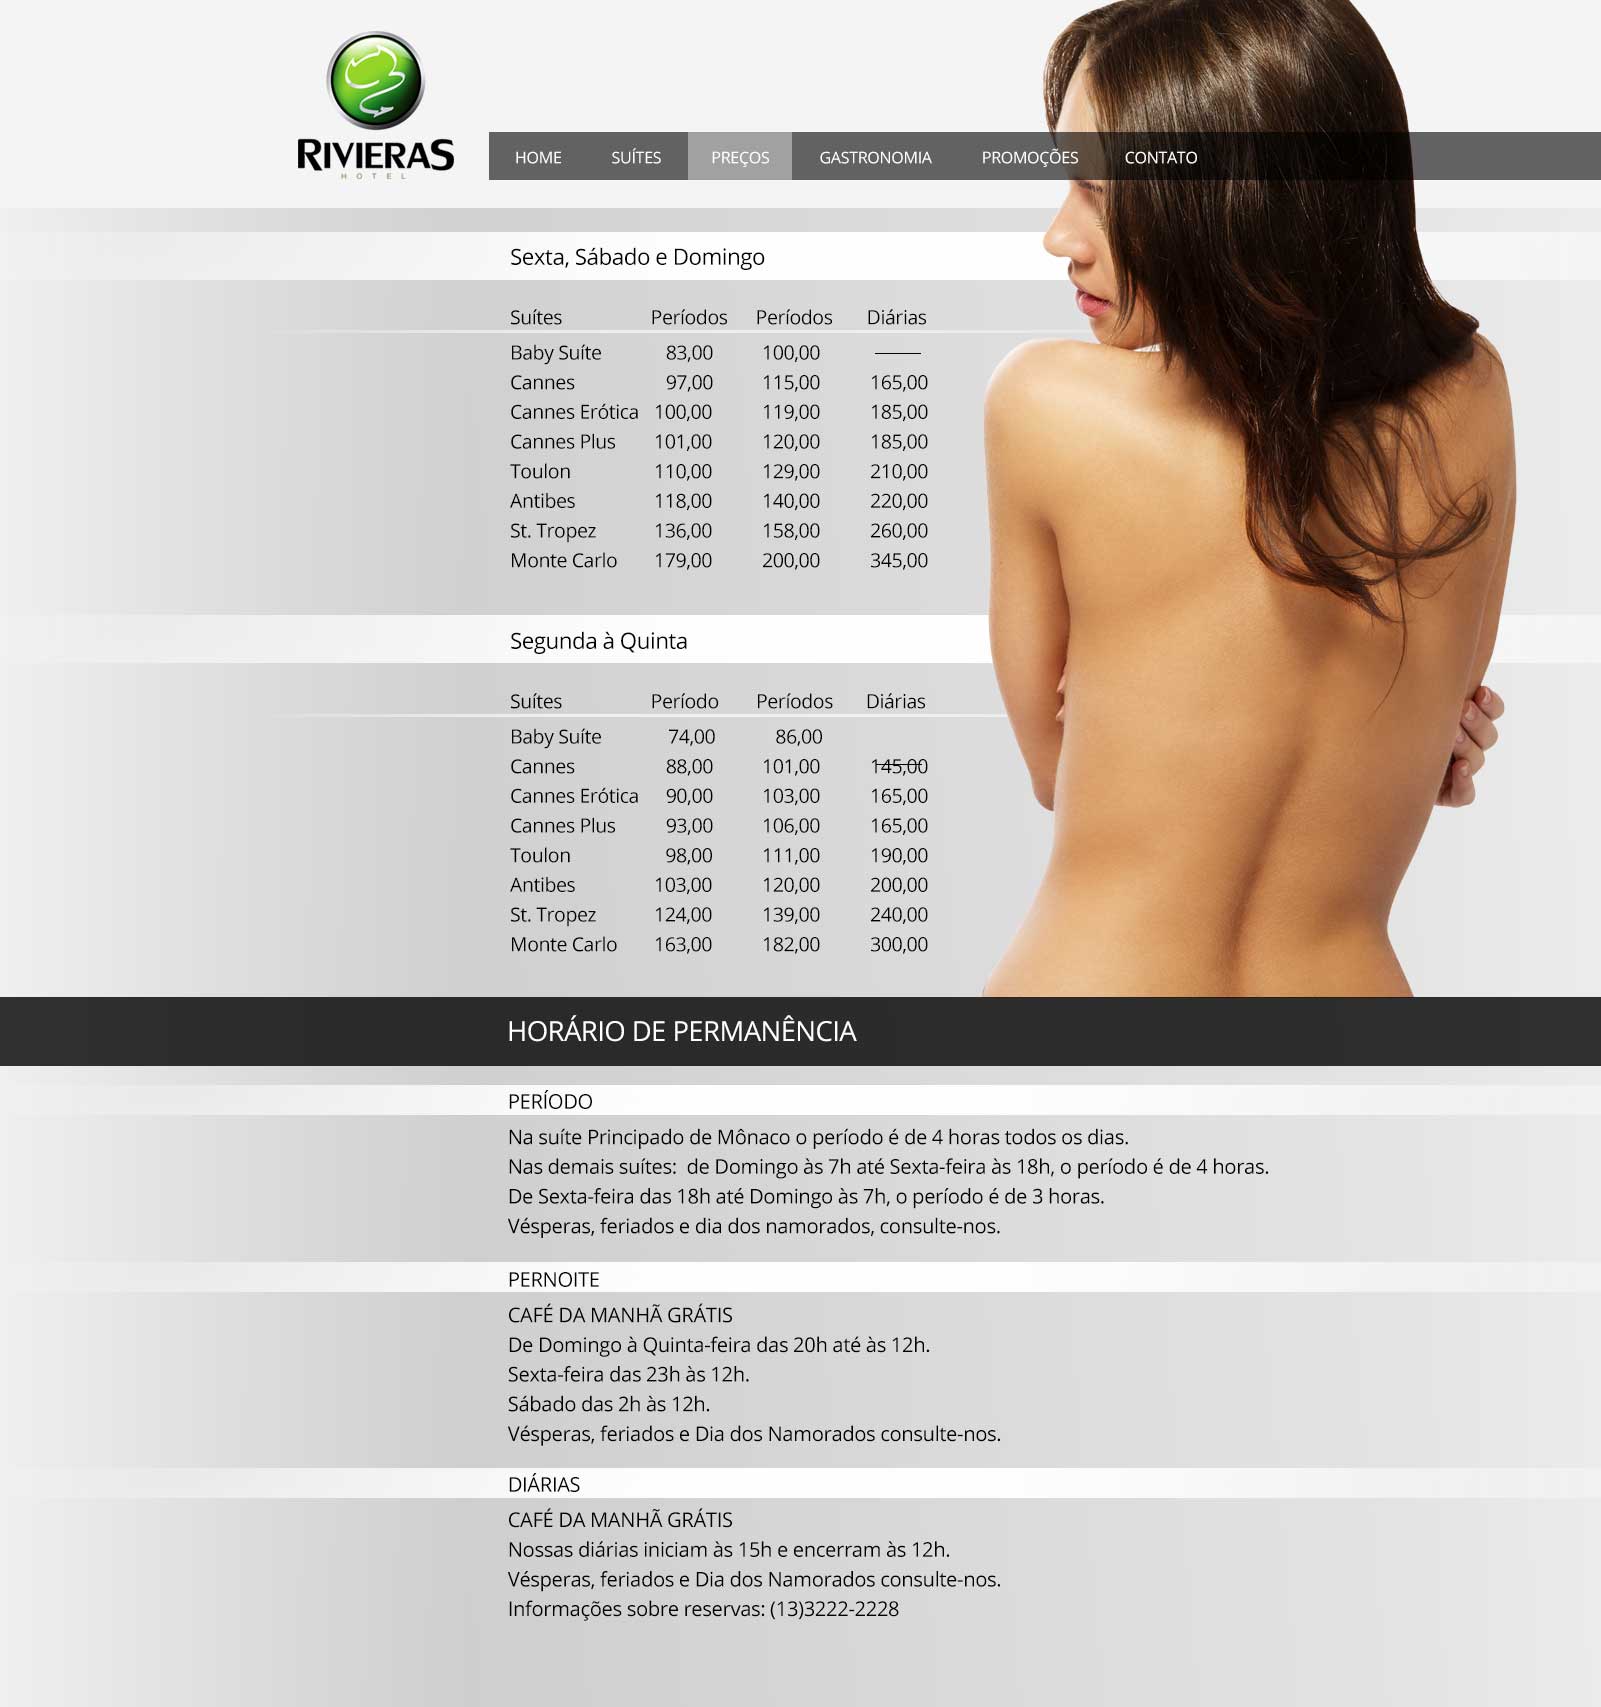 RIVIERAS
HOTEL
HOME SUÍTES PREÇOS GASTRONOMIA PROMOÇÕES CONTATO
Sexta, Sábado e Domingo
Suítes Períodos Períodos Diárias
Baby Suíte 83,00 100,00
Cannes 97,00 115,00 165,00
Cannes Erótica 100,00 119,00 185,00
Cannes Plus 101,00 120,00 185,00
Toulon 110,00 129,00 210,00
Antibes 118,00 140,00 220,00
St. Tropez 136,00 158,00 260,00
Monte Carlo 179,00 200,00 345,00
Segunda à Quinta
Suítes Período Períodos Diárias
Baby Suíte 74,00 86,00
Cannes 88,00 101,00 145,00
Cannes Erótica 90,00 103,00 165,00
Cannes Plus 93,00 106,00 165,00
Toulon 98,00 111,00 190,00
Antibes 103,00 120,00 200,00
St. Tropez 124,00 139,00 240,00
Monte Carlo 163,00 182,00 300,00
HORÁRIO DE PERMANÊNCIA
PERÍODO
Na suíte Principado de Mônaco o período é de 4 horas todos os dias.
Nas demais suítes: de Domingo às 7h até Sexta-feira às 18h, o período é de 4 horas.
De Sexta-feira das 18h até Domingo às 7h, o período é de 3 horas.
Vésperas, feriados e dia dos namorados, consulte-nos.
PERNOITE
CAFÉ DA MANHÃ GRÁTIS
De Domingo à Quinta-feira das 20h até às 12h.
Sexta-feira das 23h às 12h.
Sábado das 2h às 12h.
Vésperas, feriados e Dia dos Namorados consulte-nos.
DIÁRIAS
CAFÉ DA MANHÃ GRÁTIS
Nossas diárias iniciam às 15h e encerram às 12h.
Vésperas, feriados e Dia dos Namorados consulte-nos.
Informações sobre reservas: (13)3222-2228